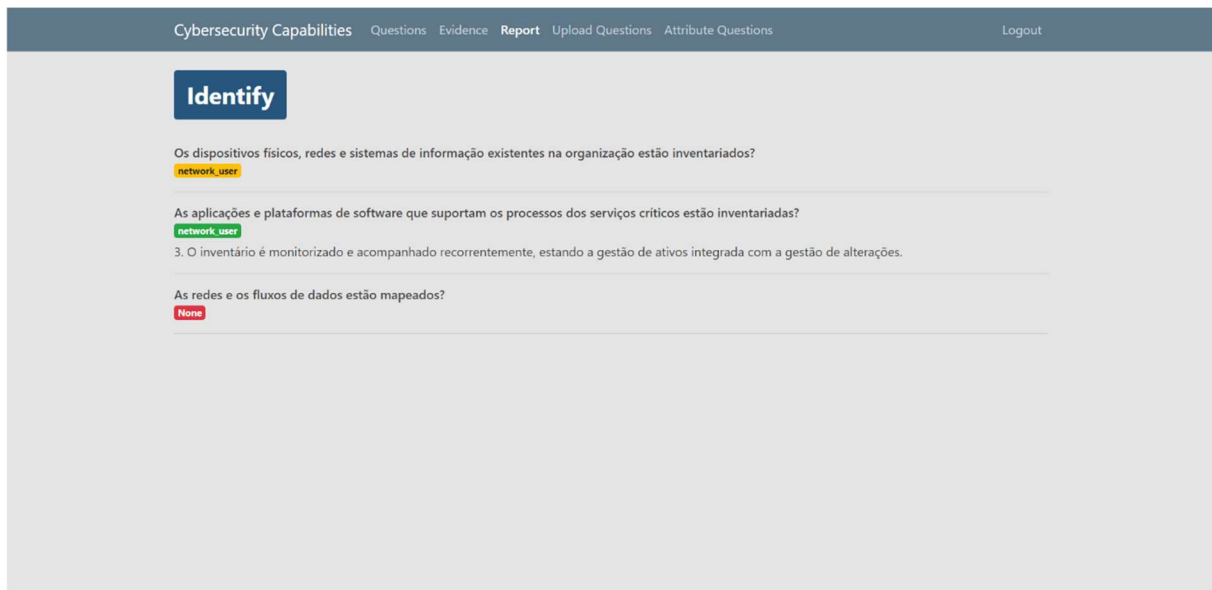 Cybersecurity Capabilities Questions Evidence Report Upload Questions Attribute Questions Logout
Identify
Os dispositivos físicos, redes e sistemas de informação existentes na organização estão inventariados?
network_user
As aplicações e plataformas de software que suportam os processos dos serviços críticos estão inventariadas?
network_user
3. O inventário é monitorizado e acompanhado recorrentemente, estando a gestão de ativos integrada com a gestão de alterações.
As redes e os fluxos de dados estão mapeados?
None